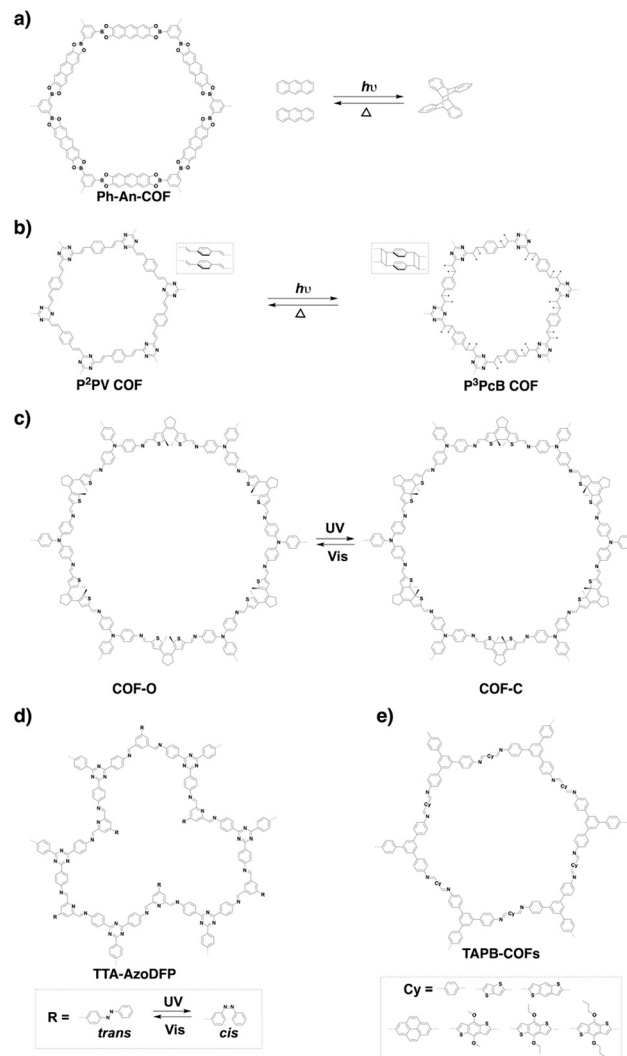 a)
hυ
△
Ph-An-COF
b)
hυ
△
P²PV COF
P³PcB COF
c)
UV
Vis
COF-O
COF-C
d)
e)
TTA-AzoDFP
TAPB-COFs
R =
trans
UV
Vis
cis
Cy =